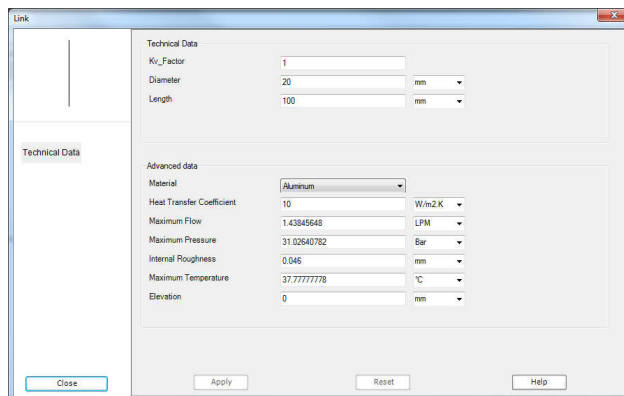 Link
Technical Data
Technical Data
Kv_Factor 1
Diameter 20 mm
Length 100 mm
Advanced data
Material Aluminum
Heat Transfer Coefficient 10 W/m2.K
Maximum Flow 1.43845648 LPM
Maximum Pressure 31.02640782 Bar
Internal Roughness 0.046 mm
Maximum Temperature 37.77777778 °C
Elevation 0 mm
Close Apply Reset Help